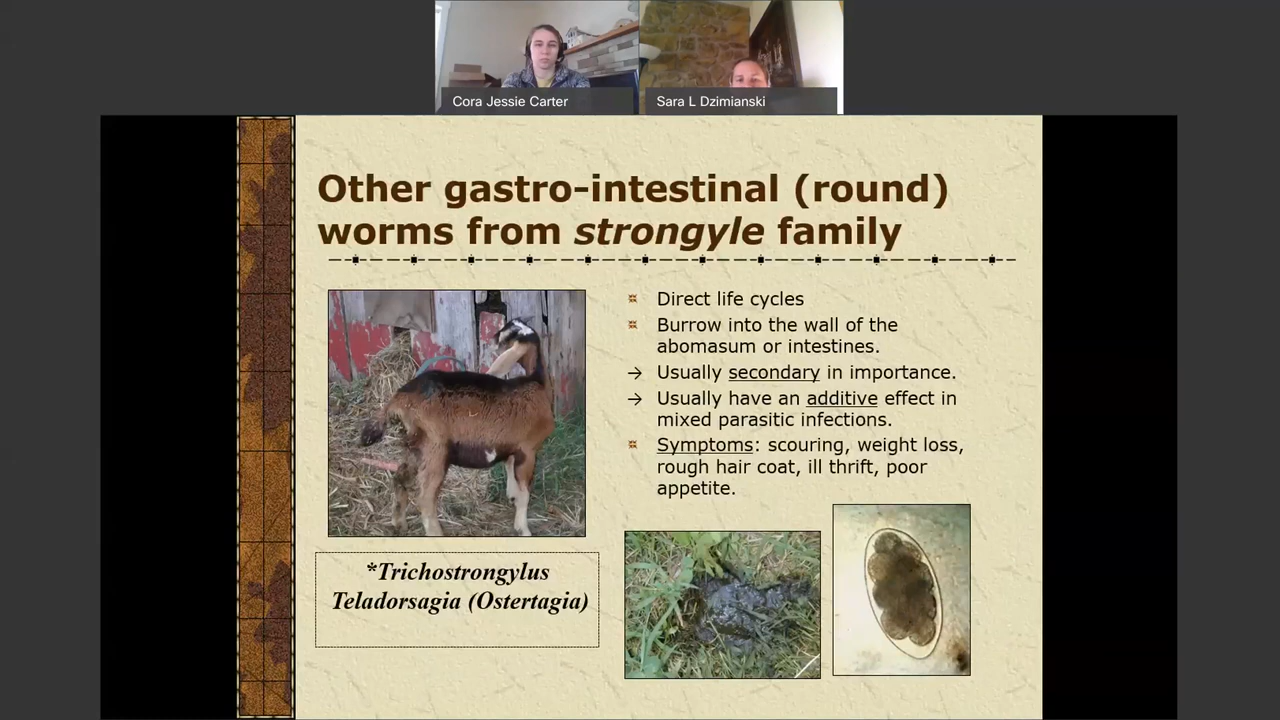 Cora Jessie Carter
Sara L Dzimianski
Other gastro-intestinal (round)
worms from strongyle family
Direct life cycles
Burrow into the wall of the
abomasum or intestines.
→ Usually secondary in importance.
→ Usually have an additive effect in
mixed parasitic infections.
Symptoms: scouring, weight loss,
rough hair coat, ill thrift, poor
appetite.
*Trichostrongylus
Teladorsagia (Ostertagia)